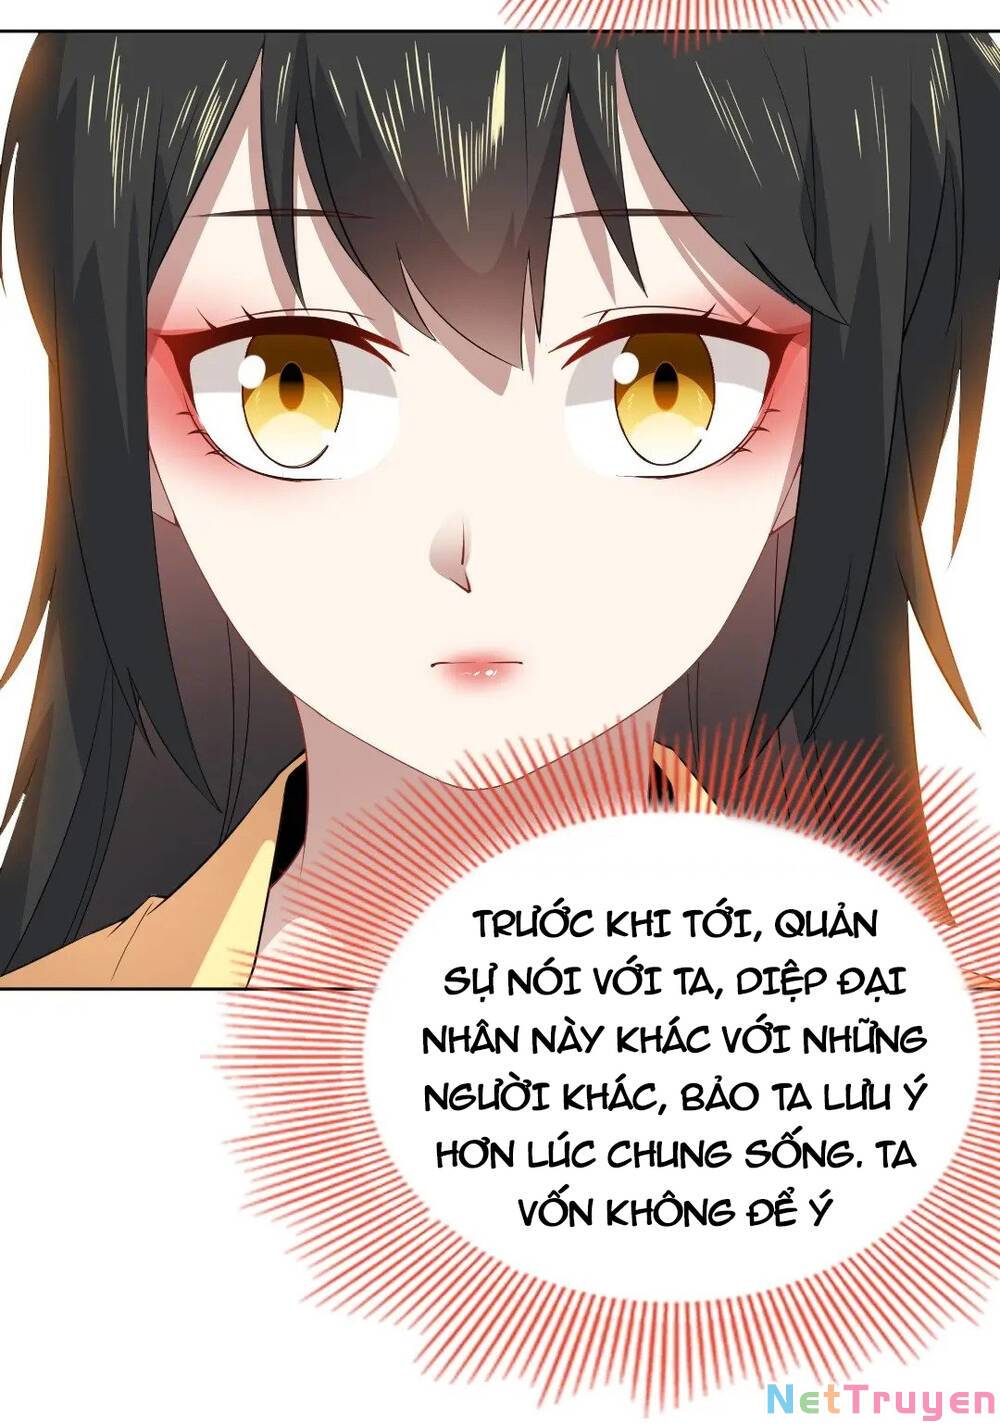 TRƯỚC KHI TỚI, QUẢN
SỰ NÓI VỚI TA, DIỆP ĐẠI
NHÂN NÀY KHÁC VỚI NHỮNG
NGƯỜI KHÁC, BẢO TA LƯU Ý
HƠN LÚC CHUNG SỐNG. TA
VỐN KHÔNG ĐỂ Ý
NetTruyen